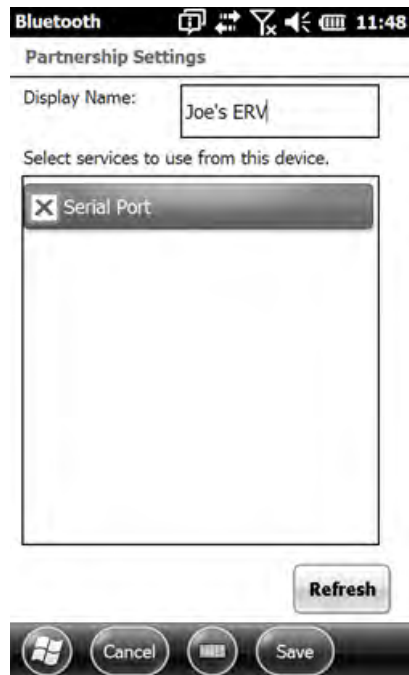 Bluetooth 11:48
Partnership Settings
Display Name: Joe's ERV
Select services to use from this device.
Serial Port
Refresh
Cancel Save